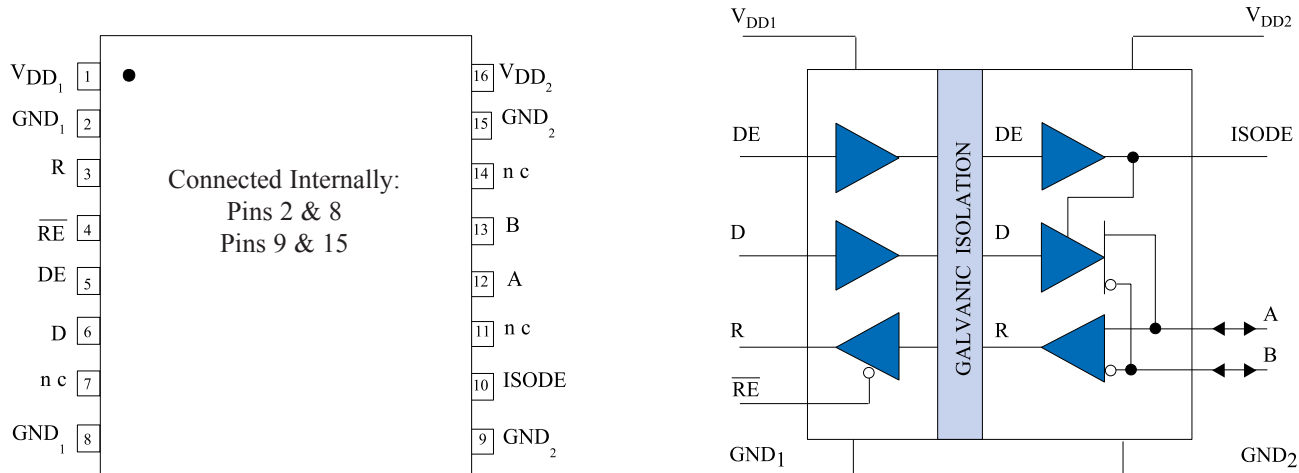 VDD1 1
GND1 2
R 3
RE 4
DE 5
D 6
n c 7
GND1 8
Connected Internally:
Pins 2 & 8
Pins 9 & 15
16 VDD2
15 GND2
14 n c
13 B
12 A
11 n c
10 ISODE
9 GND2
VDD1
VDD2
DE
DE
ISODE
D
D
R
R
A
B
RE
GALVANIC ISOLATION
GND1
GND2